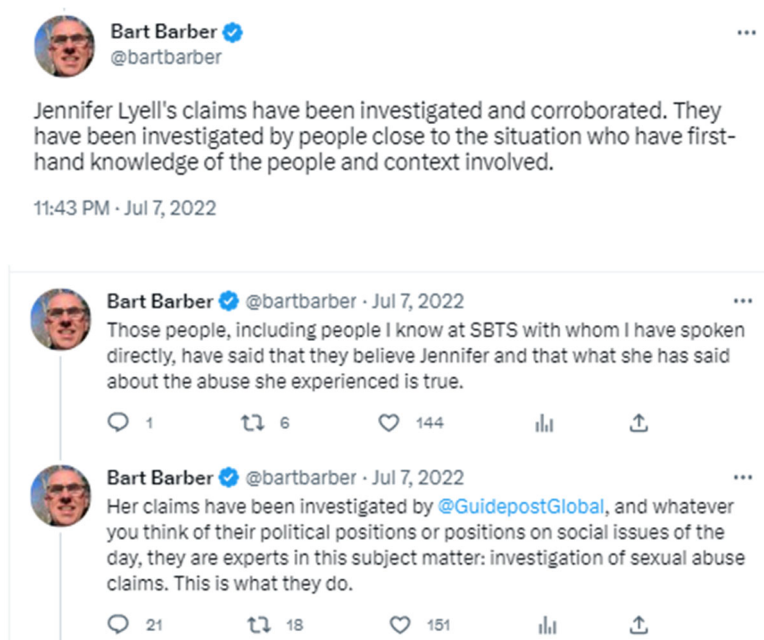 Bart Barber
@bartbarber
Jennifer Lyell's claims have been investigated and corroborated. They
have been investigated by people close to the situation who have first-
hand knowledge of the people and context involved.
11:43 PM · Jul 7, 2022
Bart Barber @bartbarber · Jul 7, 2022
Those people, including people I know at SBTS with whom I have spoken
directly, have said that they believe Jennifer and that what she has said
about the abuse she experienced is true.
1 6 144
Bart Barber @bartbarber · Jul 7, 2022
Her claims have been investigated by @GuidepostGlobal, and whatever
you think of their political positions or positions on social issues of the
day, they are experts in this subject matter: investigation of sexual abuse
claims. This is what they do.
21 18 151